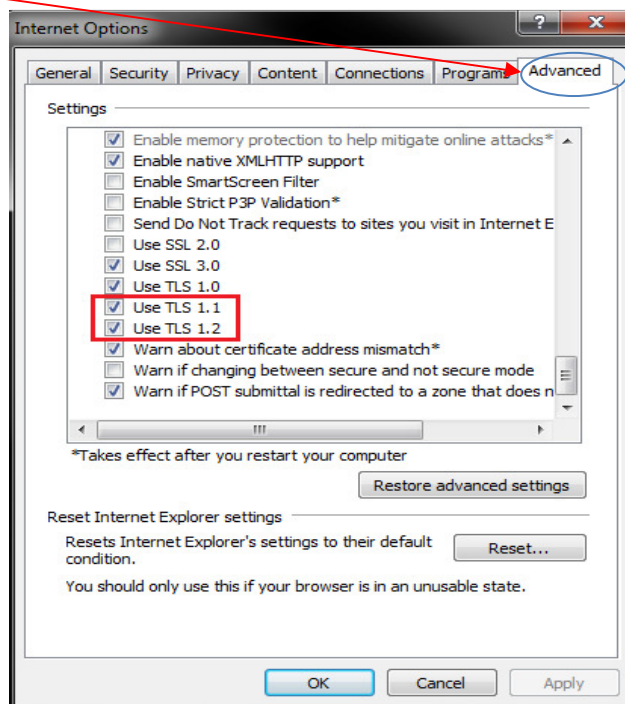 Internet Options
General Security Privacy Content Connections Programs Advanced
Settings
Enable memory protection to help mitigate online attacks*
Enable native XMLHTTP support
Enable SmartScreen Filter
Enable Strict P3P Validation*
Send Do Not Track requests to sites you visit in Internet E
Use SSL 2.0
Use SSL 3.0
Use TLS 1.0
Use TLS 1.1
Use TLS 1.2
Warn about certificate address mismatch*
Warn if changing between secure and not secure mode
Warn if POST submittal is redirected to a zone that does n
*Takes effect after you restart your computer
Restore advanced settings
Reset Internet Explorer settings
Resets Internet Explorer's settings to their default
condition.
Reset...
You should only use this if your browser is in an unusable state.
OK Cancel Apply